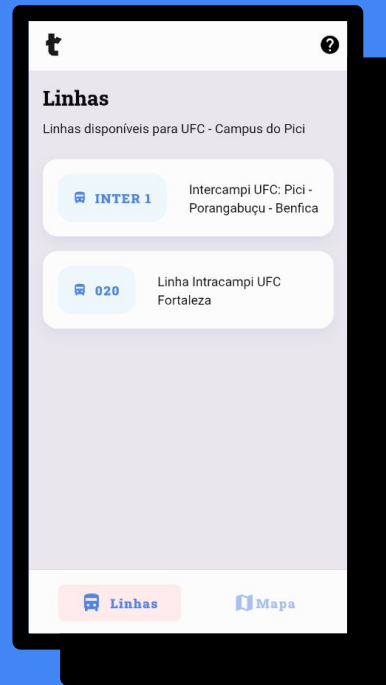 t
Linhas
Linhas disponíveis para UFC - Campus do Pici
INTER 1
Intercampi UFC: Pici -
Porangabuçu - Benfica
020
Linha Intracampi UFC
Fortaleza
Linhas
Mapa